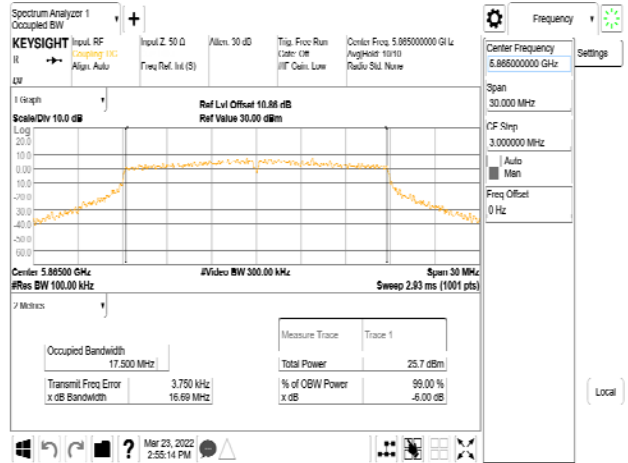 Spectrum Analyzer 1
Occupied BW
+
Frequency
KEYSIGHT
Input: RF
Coupling: DC
Align: Auto
Input Z: 50 Ω
Freq Ref: Int (S)
Atten: 30 dB
Trig: Free Run
Gate: Off
#IF Gain: Low
Center Freq: 5.865000000 GHz
Avg|Hold: 10/10
Radio Std: None
Center Frequency
5.865000000 GHz
Settings
Span
30.000 MHz
CF Step
3.000000 MHz
Auto
Man
Freq Offset
0 Hz
1 Graph
Scale/Div 10.0 dB
Ref Lvl Offset 10.86 dB
Ref Value 30.00 dBm
Log
20.0
10.0
0.00
-10.0
-20.0
-30.0
-40.0
-50.0
-60.0
Center 5.86500 GHz
#Video BW 300.00 kHz
Span 30 MHz
#Res BW 100.00 kHz
Sweep 2.93 ms (1001 pts)
2 Metrics
Measure Trace
Trace 1
Occupied Bandwidth
17.500 MHz
Total Power
25.7 dBm
Transmit Freq Error
3.750 kHz
% of OBW Power
99.00 %
x dB Bandwidth
16.69 MHz
x dB
-6.00 dB
Local
?
Mar 23, 2022
2:55:14 PM